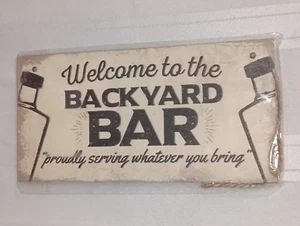 Welcome to the
BACKYARD
BAR
"proudly serving whatever you bring"